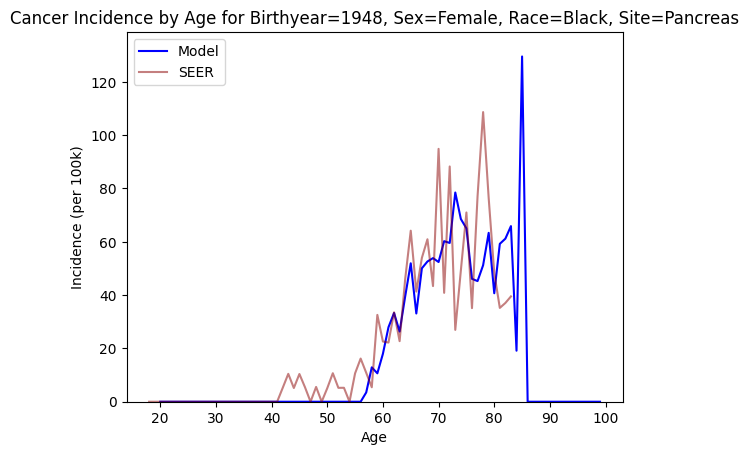 Cancer Incidence by Age for Birthyear=1948, Sex=Female, Race=Black, Site=Pancreas
Model
SEER
120
100
80
60
40
20
0
Incidence (per 100k)
20 30 40 50 60 70 80 90 100
Age